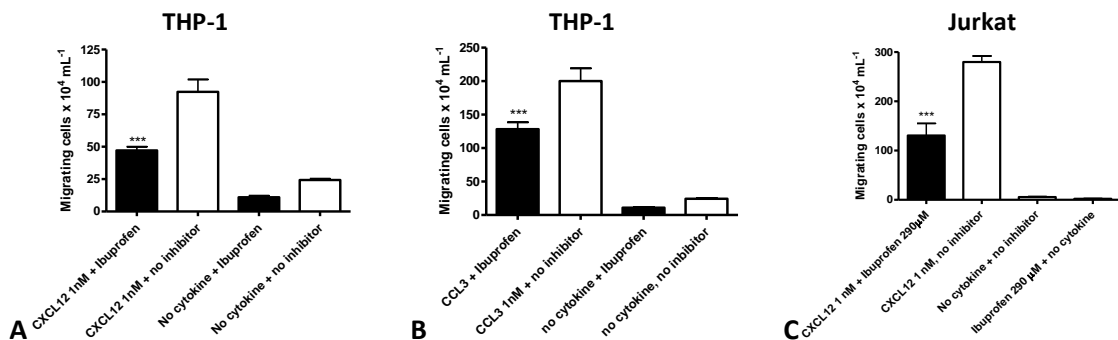 THP-1
Migrating cells x 10⁴ mL⁻¹
125
100
75
50
25
0
***
CXCL12 1nM + Ibuprofen
CXCL12 1nM + no inhibitor
No cytokine + Ibuprofen
No cytokine + no inhibitor
A
THP-1
Migrating cells x 10⁴ mL⁻¹
250
200
150
100
50
0
***
CCL3 + Ibuprofen
CCL3 1nM + no inhibitor
no cytokine + Ibuprofen
no cytokine, no inibitor
B
Jurkat
Migrating cells x 10⁴ mL⁻¹
300
200
100
0
***
CXCL12 1 nM + Ibuprofen 290µM
CXCL12 1 nM, no inhibitor
No cytokine + no inhibitor
Ibuprofen 290 µM + no cytokine
C